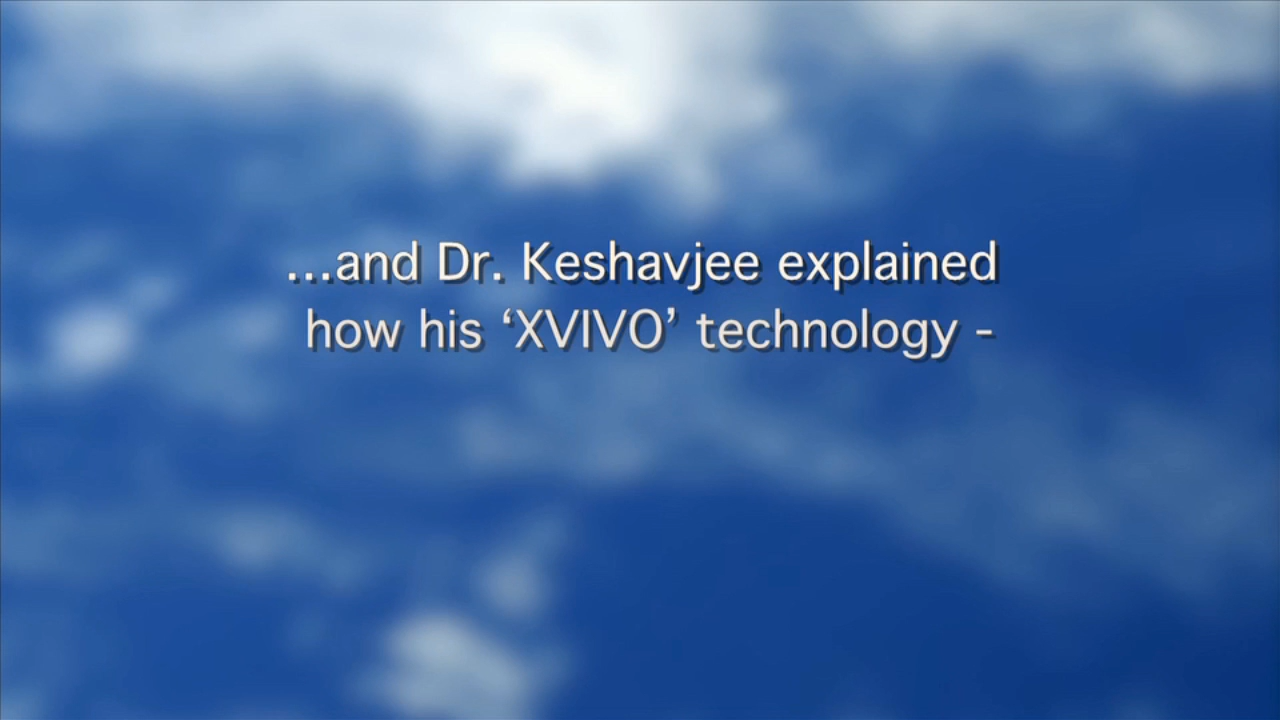 ...and Dr. Keshavjee explained
how his ‘XVIVO’ technology -